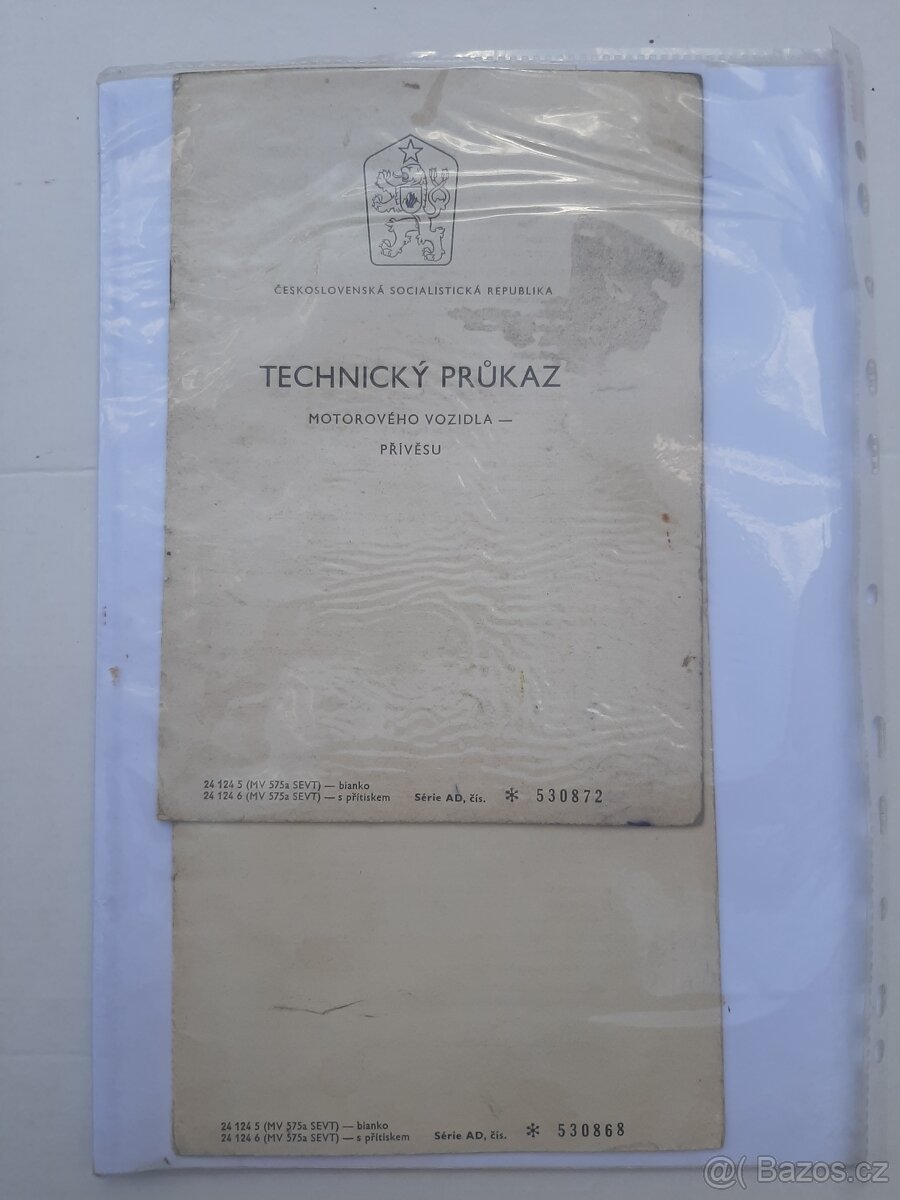 ČESKOSLOVENSKÁ SOCIALISTICKÁ REPUBLIKA
TECHNICKÝ PRŮKAZ
MOTOROVÉHO VOZIDLA —
PŘÍVĚSU
24 124 5 (MV 575a SEVT) — bianko
24 124 6 (MV 575a SEVT) — s přítiskem Série AD, čís. * 530872
24 124 5 (MV 575a SEVT) — bianko
24 124 6 (MV 575a SEVT) — s přítiskem Série AD, čís. * 530868
@( Bazos.cz